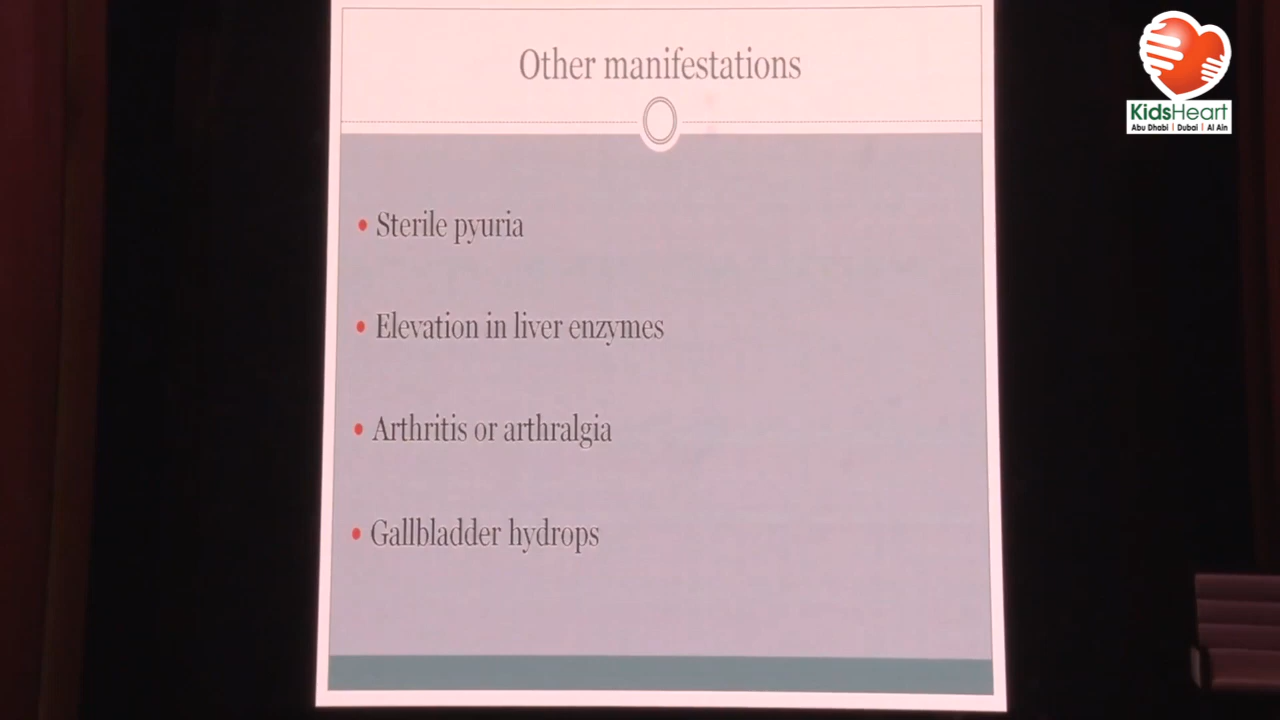 Other manifestations
• Sterile pyuria
• Elevation in liver enzymes
• Arthritis or arthralgia
• Gallbladder hydrops
KidsHeart
Abu Dhabi | Dubai | Al Ain